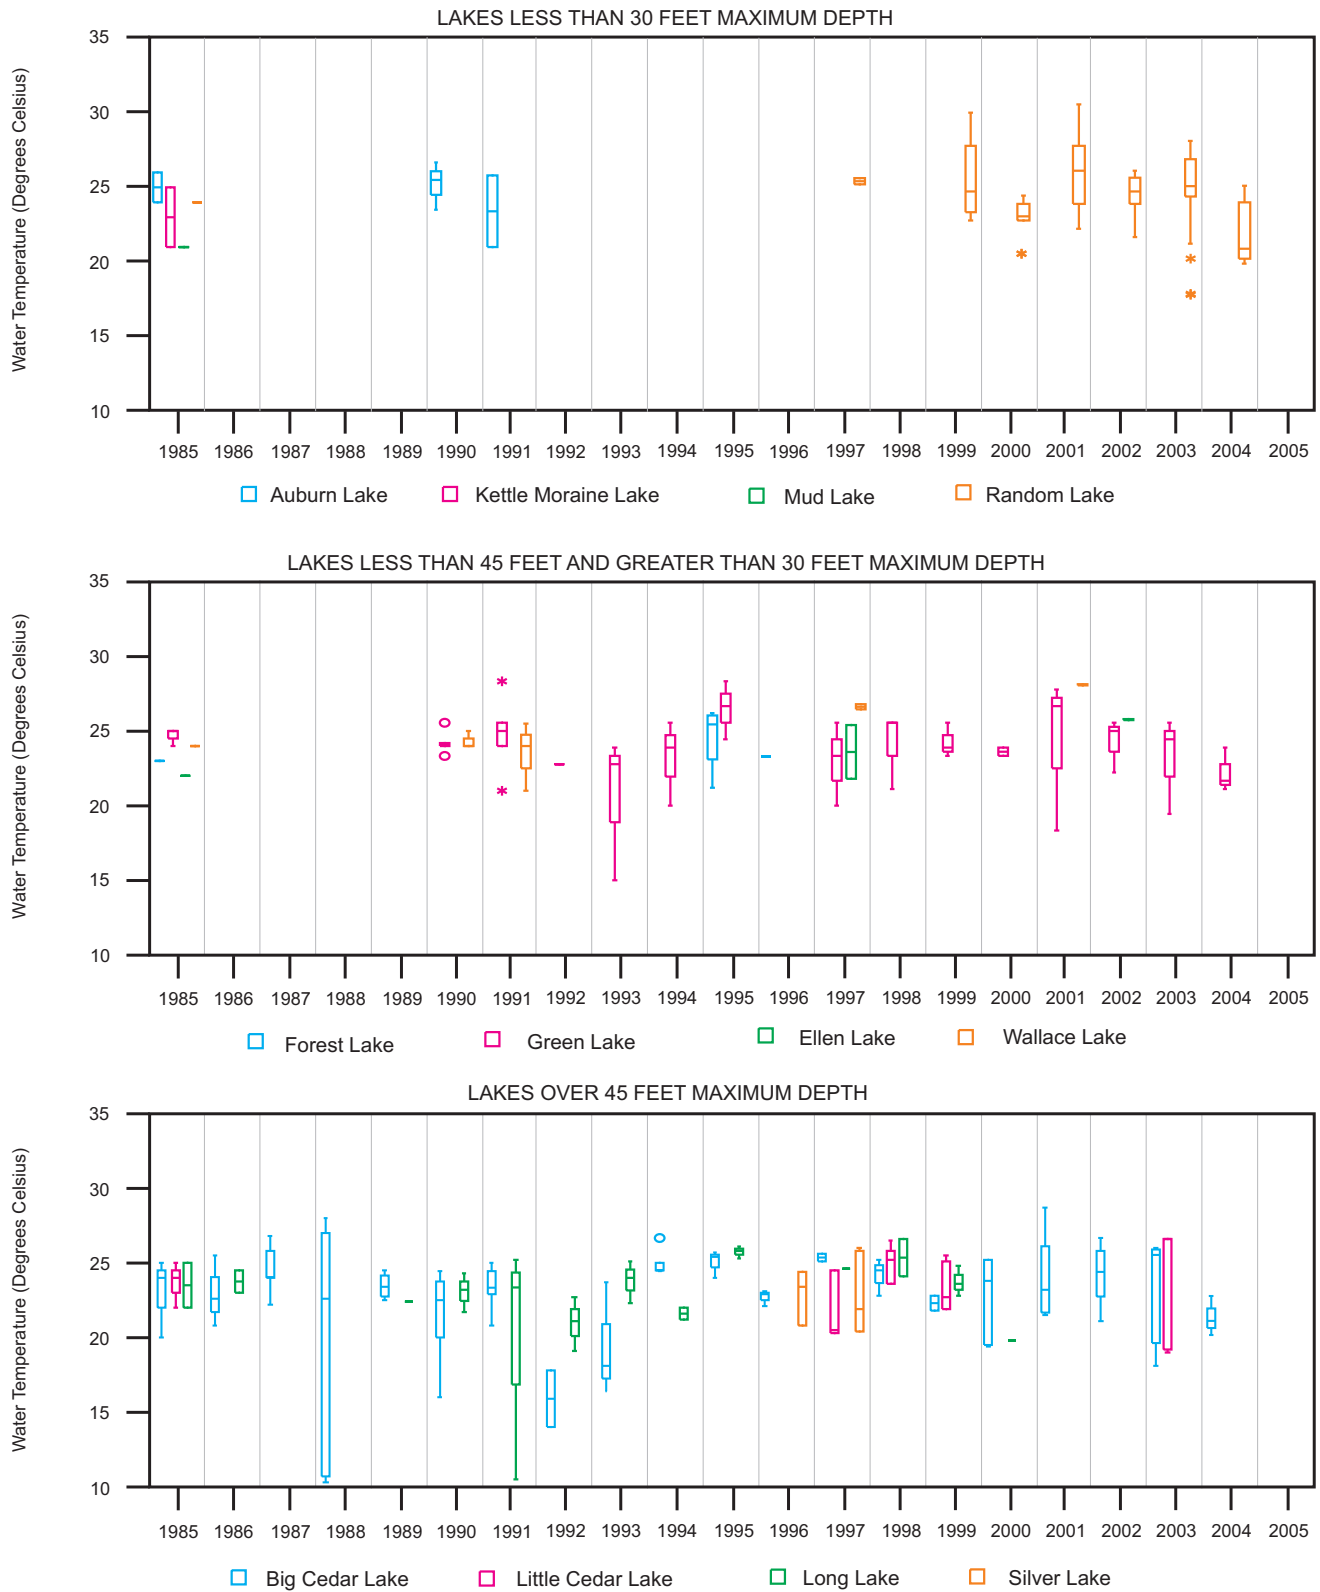 LAKES LESS THAN 30 FEET MAXIMUM DEPTH
Water Temperature (Degrees Celsius)
35
30
25
20
15
10
1985 1986 1987 1988 1989 1990 1991 1992 1993 1994 1995 1996 1997 1998 1999 2000 2001 2002 2003 2004 2005
Auburn Lake Kettle Moraine Lake Mud Lake Random Lake
LAKES LESS THAN 45 FEET AND GREATER THAN 30 FEET MAXIMUM DEPTH
Water Temperature (Degrees Celsius)
35
30
25
20
15
10
1985 1986 1987 1988 1989 1990 1991 1992 1993 1994 1995 1996 1997 1998 1999 2000 2001 2002 2003 2004 2005
Forest Lake Green Lake Ellen Lake Wallace Lake
LAKES OVER 45 FEET MAXIMUM DEPTH
Water Temperature (Degrees Celsius)
35
30
25
20
15
10
1985 1986 1987 1988 1989 1990 1991 1992 1993 1994 1995 1996 1997 1998 1999 2000 2001 2002 2003 2004 2005
Big Cedar Lake Little Cedar Lake Long Lake Silver Lake